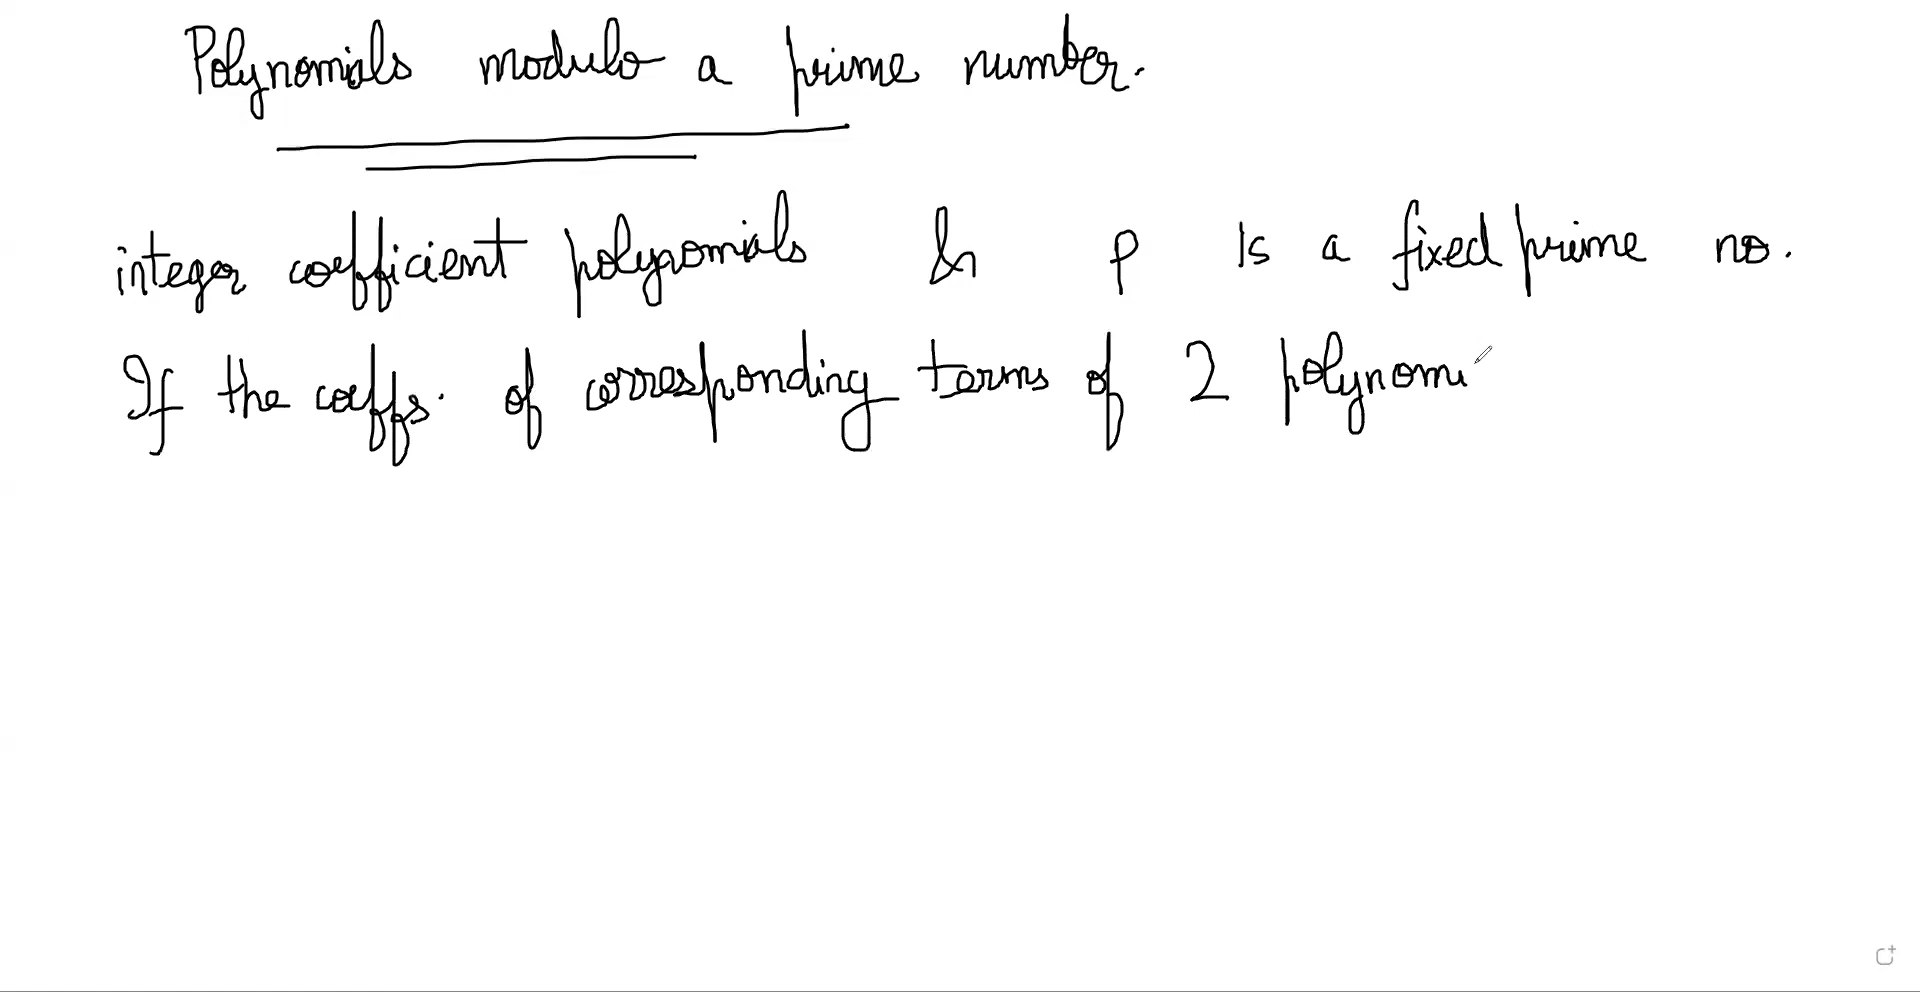 Polynomials modulo a prime number.
integer coefficient polynomials & p is a fixed prime no.
If the coeffs. of corresponding terms of 2 polynomi